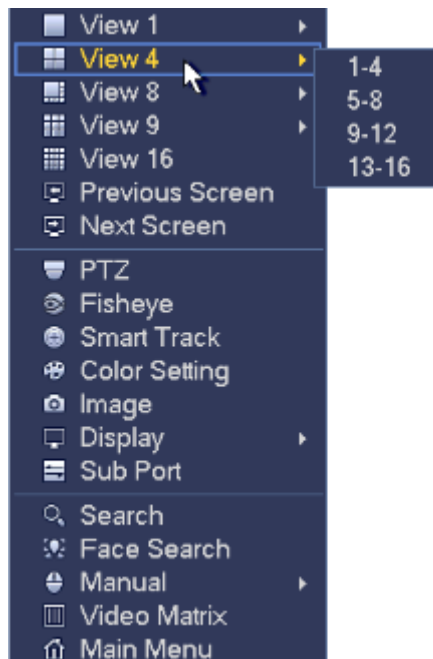 View 1
View 4
View 8
View 9
View 16
Previous Screen
Next Screen
1-4
5-8
9-12
13-16
PTZ
Fisheye
Smart Track
Color Setting
Image
Display
Sub Port
Search
Face Search
Manual
Video Matrix
Main Menu